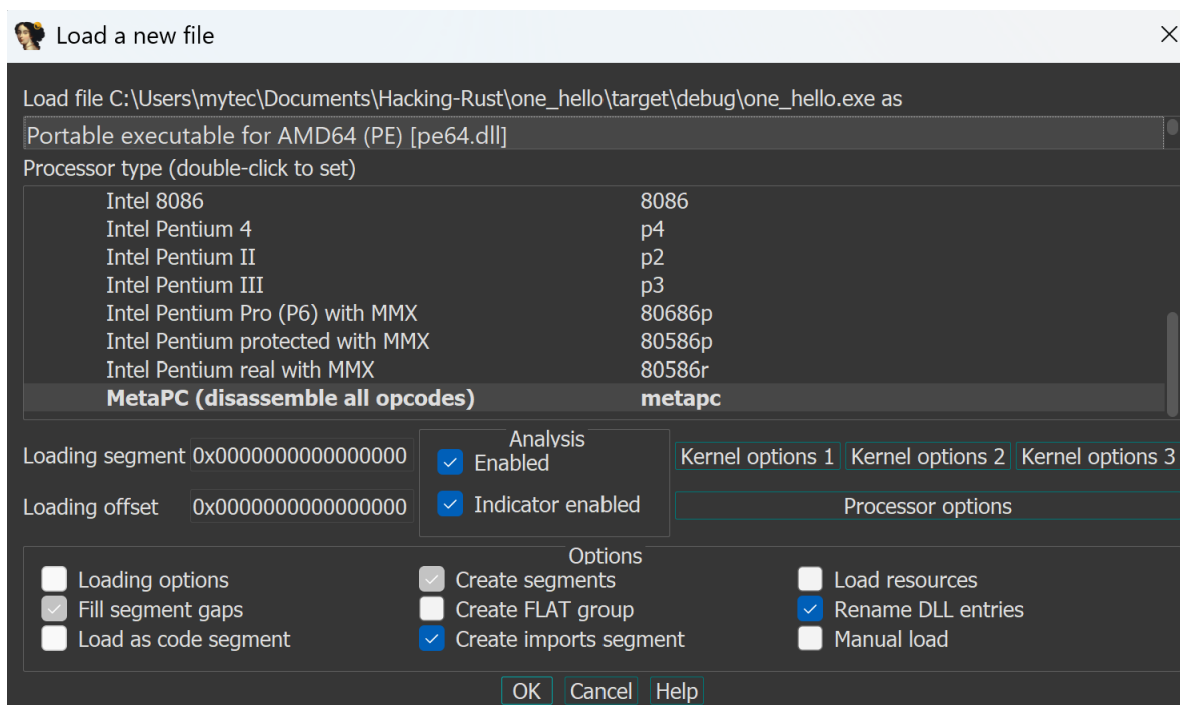 Load a new file
Load file C:\Users\mytec\Documents\Hacking-Rust\one_hello\target\debug\one_hello.exe as
Portable executable for AMD64 (PE) [pe64.dll]
Processor type (double-click to set)
Intel 8086 8086
Intel Pentium 4 p4
Intel Pentium II p2
Intel Pentium III p3
Intel Pentium Pro (P6) with MMX 80686p
Intel Pentium protected with MMX 80586p
Intel Pentium real with MMX 80586r
MetaPC (disassemble all opcodes) metapc
Analysis
Loading segment 0x0000000000000000 Enabled Kernel options 1 Kernel options 2 Kernel options 3
Loading offset 0x0000000000000000 Indicator enabled Processor options
Options
Loading options Create segments Load resources
Fill segment gaps Create FLAT group Rename DLL entries
Load as code segment Create imports segment Manual load
OK Cancel Help